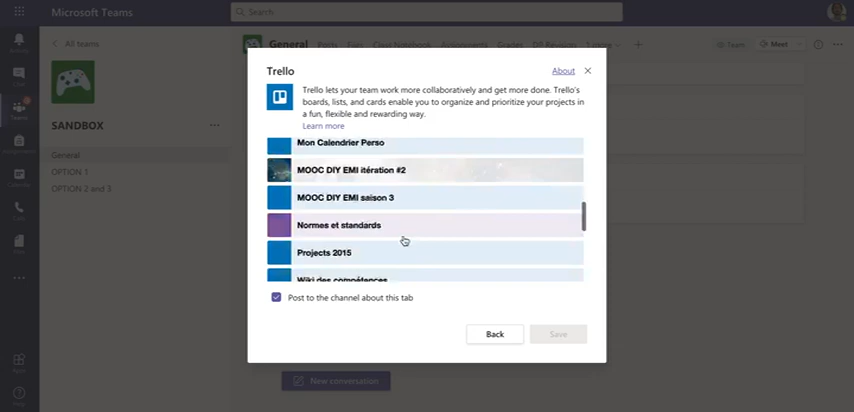 Microsoft Teams
Search
All teams
General Posts Files Class Notebook Assignments Grades 1 more
Team
Meet
SANDBOX
General
OPTION 1
OPTION 2 and 3
Teams
Trello
About
Trello lets your team work more collaboratively and get more done. Trello's
boards, lists, and cards enable you to organize and prioritize your projects in
a fun, flexible and rewarding way.
Learn more
Mon Calendrier Perso
MOOC DIY EMI itération #2
MOOC DIY EMI saison 3
Normes et standards
Projects 2015
Wiki des compétences
Post to the channel about this tab
Back
Save
New conversation